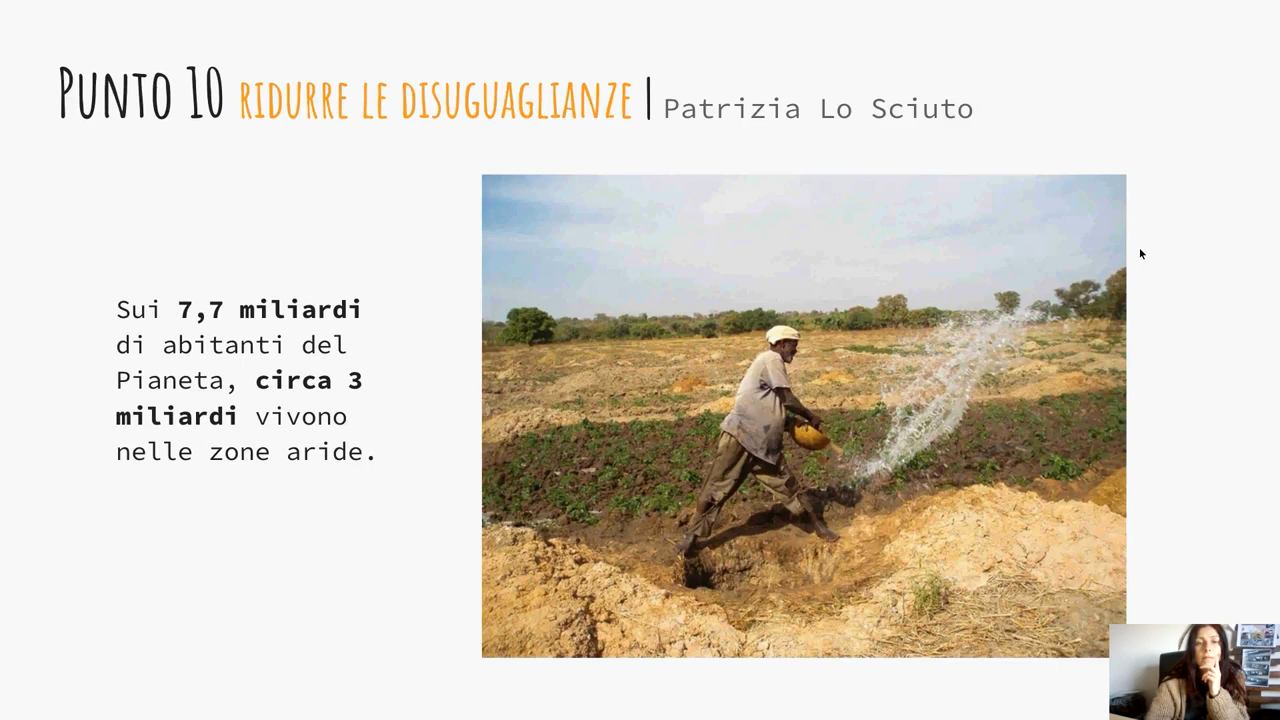 Punto 10 ridurre le disuguaglianze | Patrizia Lo Sciuto
Sui 7,7 miliardi
di abitanti del
Pianeta, circa 3
miliardi vivono
nelle zone aride.